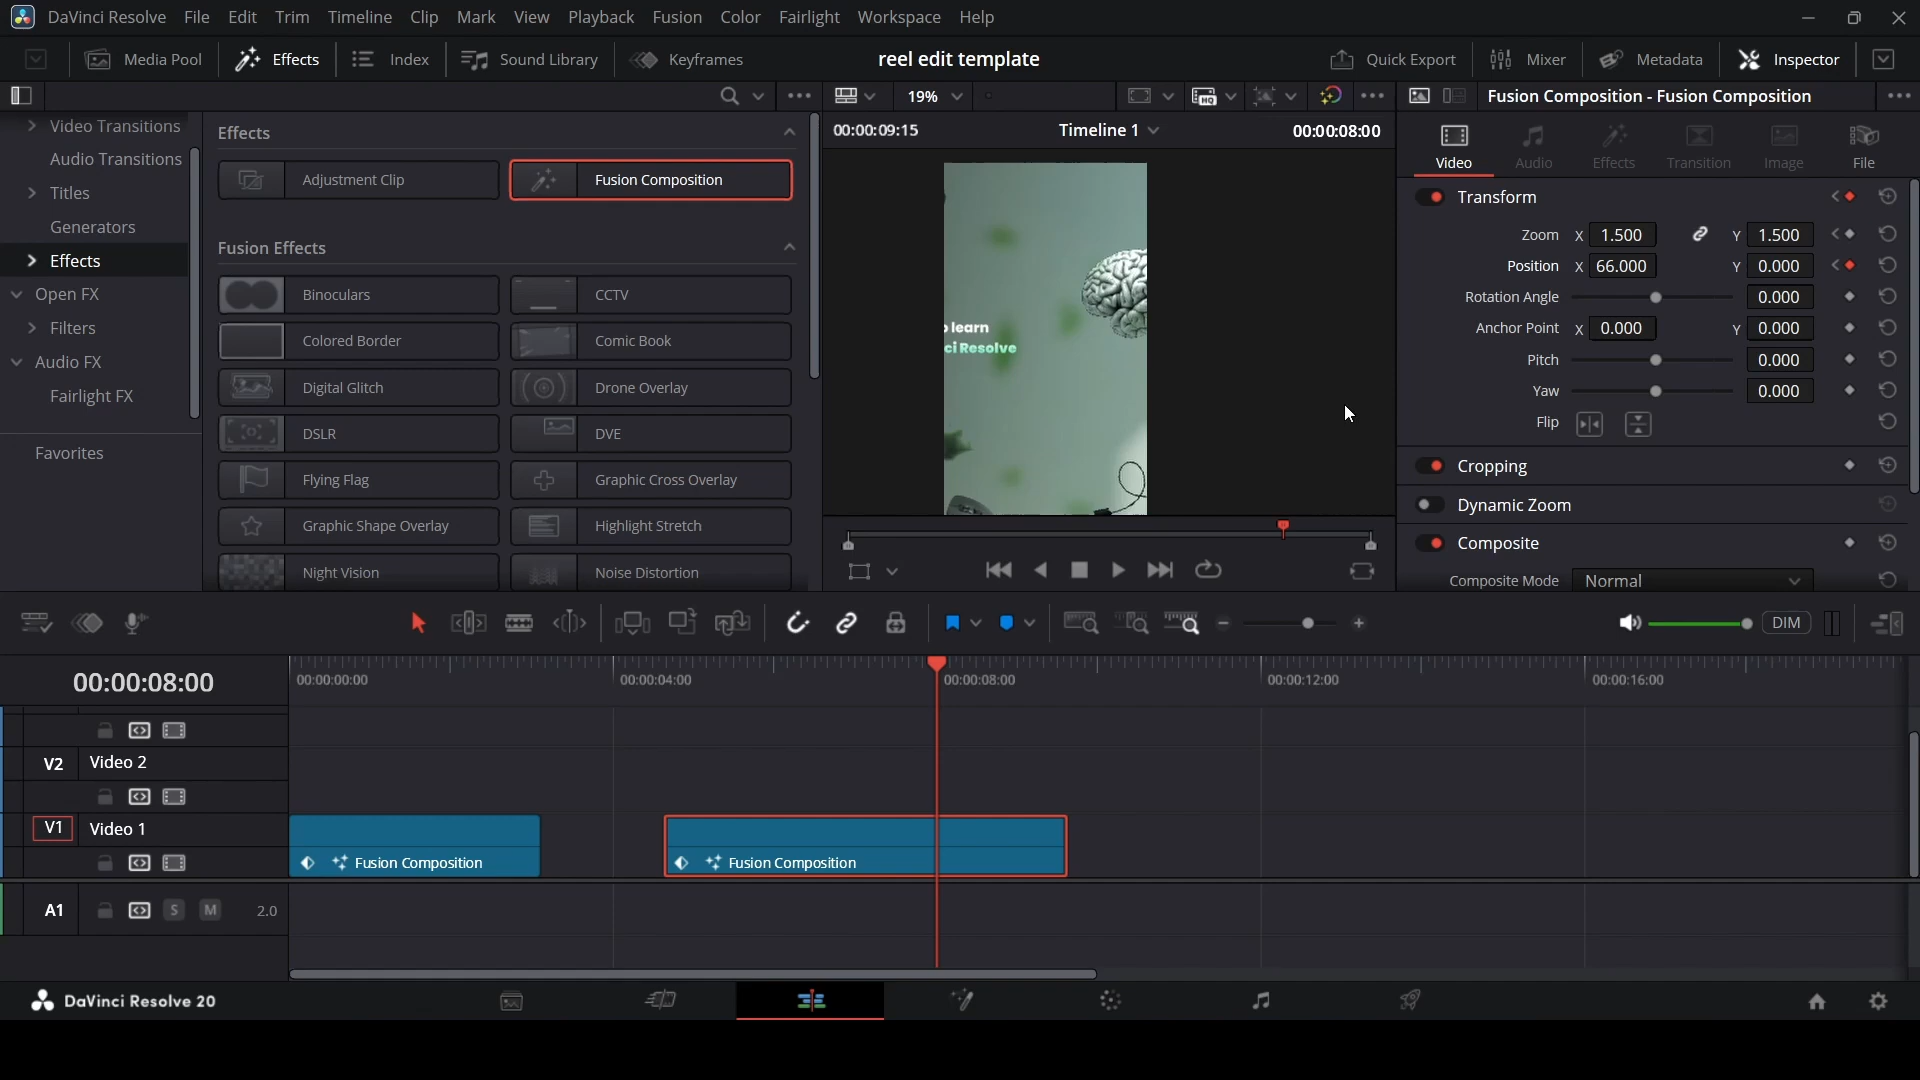 DaVinci Resolve File Edit Trim Timeline Clip Mark View Playback Fusion Color Fairlight Workspace Help
Media Pool Effects Index Sound Library Keyframes reel edit template Quick Export Mixer Metadata Inspector
19% HQ Fusion Composition - Fusion Composition
Video Transitions
Audio Transitions
Titles
Generators
Effects
Open FX
Filters
Audio FX
Fairlight FX
Favorites
Effects
Adjustment Clip Fusion Composition
Fusion Effects
Binoculars CCTV
Colored Border Comic Book
Digital Glitch Drone Overlay
DSLR DVE
Flying Flag Graphic Cross Overlay
Graphic Shape Overlay Highlight Stretch
Night Vision Noise Distortion
00:00:09:15 Timeline 1 00:00:08:00
o learn
ci Resolve
Video Audio Effects Transition Image File
Transform
Zoom X 1.500 Y 1.500
Position X 66.000 Y 0.000
Rotation Angle 0.000
Anchor Point X 0.000 Y 0.000
Pitch 0.000
Yaw 0.000
Flip
Cropping
Dynamic Zoom
Composite
Composite Mode Normal
DIM
00:00:08:00 00:00:00:00 00:00:04:00 00:00:08:00 00:00:12:00 00:00:16:00
V2 Video 2
V1 Video 1
Fusion Composition Fusion Composition
A1 S M 2.0
DaVinci Resolve 20